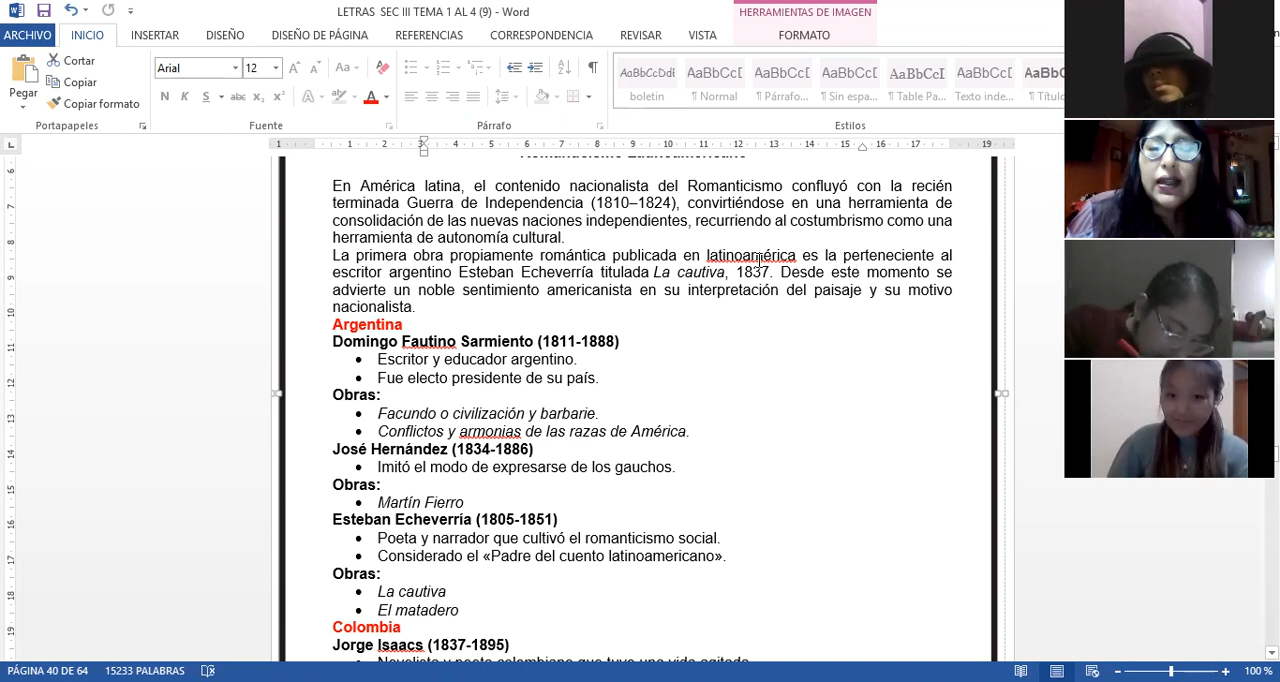 LETRAS SEC III TEMA 1 AL 4 (9) - Word
HERRAMIENTAS DE IMAGEN
ARCHIVO INICIO INSERTAR DISEÑO DISEÑO DE PÁGINA REFERENCIAS CORRESPONDENCIA REVISAR VISTA FORMATO
Pegar
Cortar
Copiar
Copiar formato
Portapapeles
Arial 12
Fuente
Párrafo
AaBbCcDdI AaBbCcD AaBbCcD AaBbCcD AaBbCcI AaBbCcD AaBbC
boletin ¶ Normal ¶ Párrafo... ¶ Sin espa... ¶ Table Pa... Texto inde... ¶ Título
Estilos
En América latina, el contenido nacionalista del Romanticismo confluyó con la recién
terminada Guerra de Independencia (1810–1824), convirtiéndose en una herramienta de
consolidación de las nuevas naciones independientes, recurriendo al costumbrismo como una
herramienta de autonomía cultural.
La primera obra propiamente romántica publicada en latinoamérica es la perteneciente al
escritor argentino Esteban Echeverría titulada La cautiva, 1837. Desde este momento se
advierte un noble sentimiento americanista en su interpretación del paisaje y su motivo
nacionalista.
Argentina
Domingo Fautino Sarmiento (1811-1888)
• Escritor y educador argentino.
• Fue electo presidente de su país.
Obras:
• Facundo o civilización y barbarie.
• Conflictos y armonias de las razas de América.
José Hernández (1834-1886)
• Imitó el modo de expresarse de los gauchos.
Obras:
• Martín Fierro
Esteban Echeverría (1805-1851)
• Poeta y narrador que cultivó el romanticismo social.
• Considerado el «Padre del cuento latinoamericano».
Obras:
• La cautiva
• El matadero
Colombia
Jorge Isaacs (1837-1895)
PÁGINA 40 DE 64 15233 PALABRAS 100 %